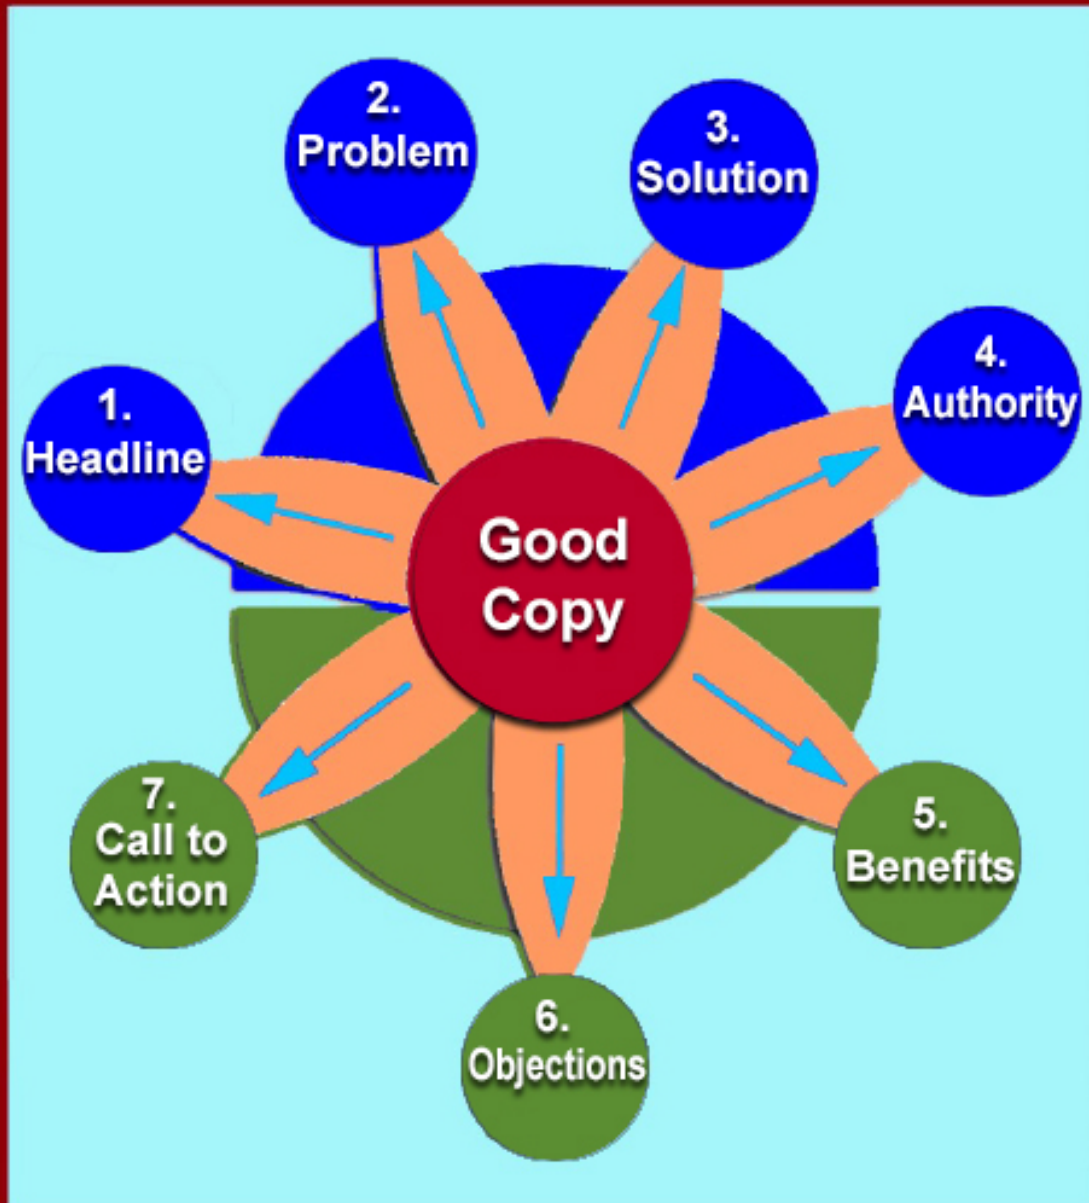 Good
Copy
1.
Headline
2.
Problem
3.
Solution
4.
Authority
5.
Benefits
6.
Objections
7.
Call to
Action